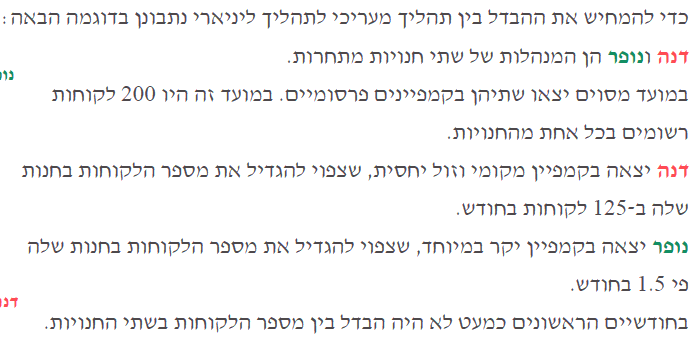 כדי להמחיש את ההבדל בין תהליך מעריכי לתהליך ליניארי נתבונן בדוגמה הבאה:
דנה ונופר הן המנהלות של שתי חנויות מתחרות.
במועד מסוים יצאו שתיהן בקמפיינים פרסומיים. במועד זה היו 200 לקוחות
רשומים בכל אחת מהחנויות.
דנה יצאה בקמפיין מקומי וזול יחסית, שצפוי להגדיל את מספר הלקוחות בחנות
שלה ב-125 לקוחות בחודש.
נופר יצאה בקמפיין יקר במיוחד, שצפוי להגדיל את מספר הלקוחות בחנות שלה
פי 1.5 בחודש.
בחודשיים הראשונים כמעט לא היה הבדל בין מספר הלקוחות בשתי החנויות.